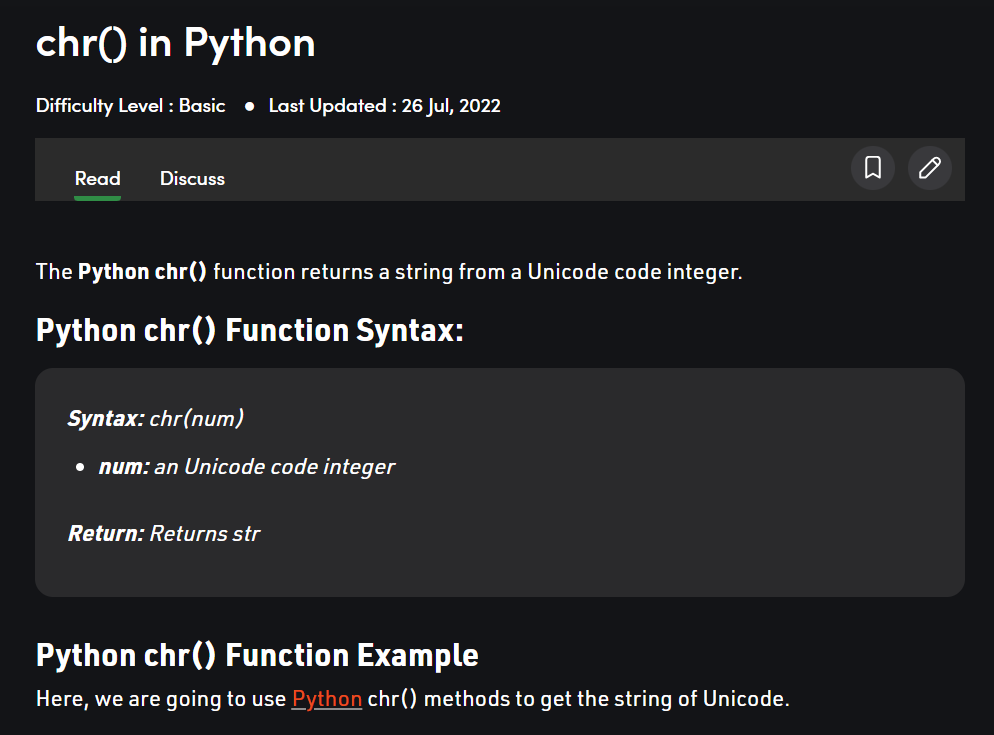 chr() in Python
Difficulty Level : Basic ● Last Updated : 26 Jul, 2022
Read Discuss
The Python chr() function returns a string from a Unicode code integer.
Python chr() Function Syntax:
Syntax: chr(num)
• num: an Unicode code integer
Return: Returns str
Python chr() Function Example
Here, we are going to use Python chr() methods to get the string of Unicode.